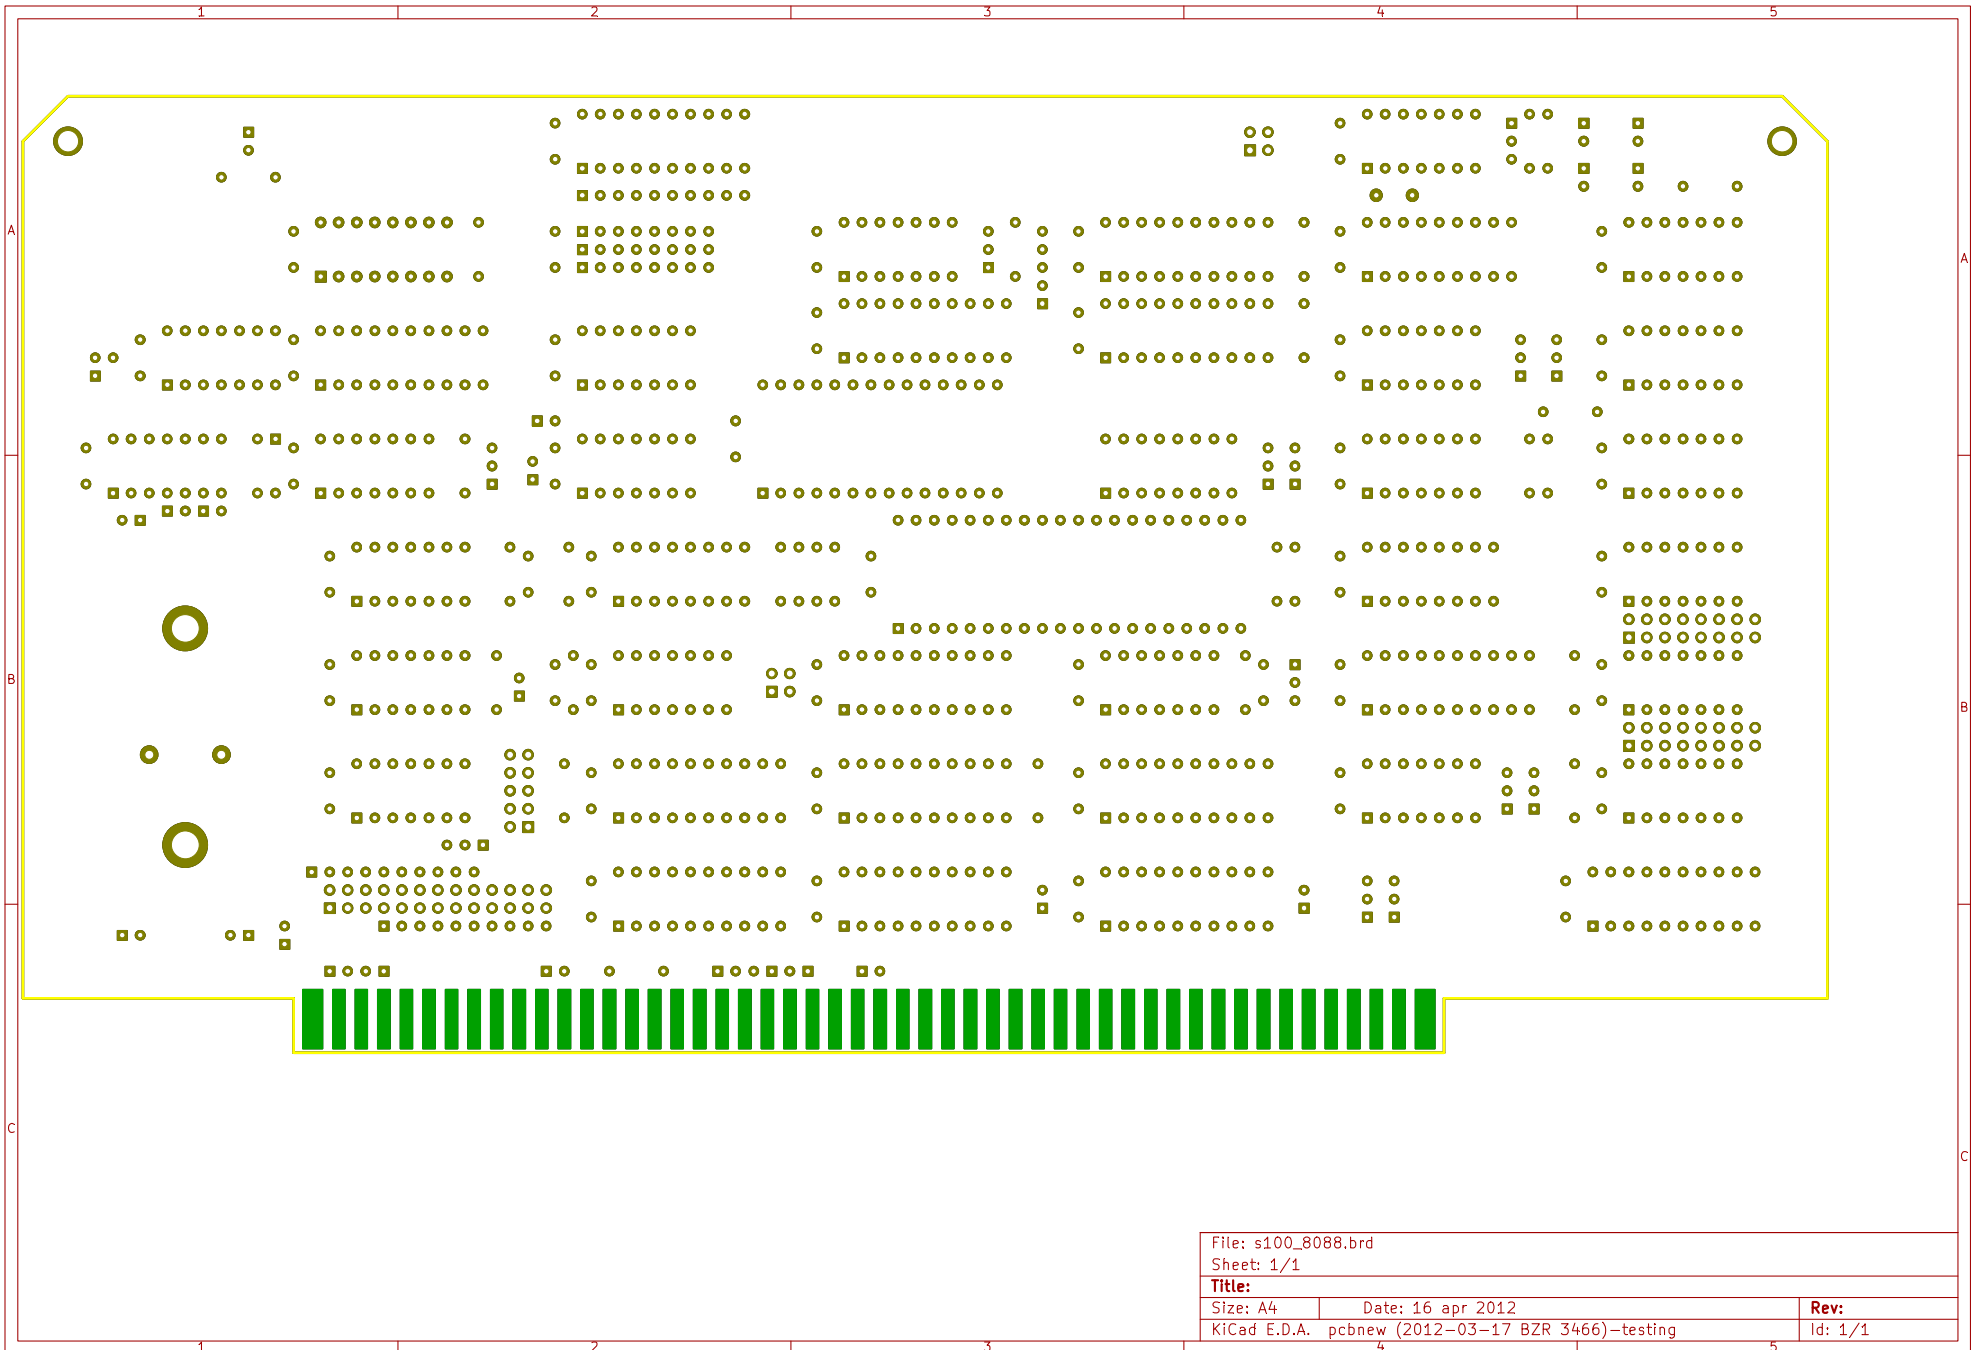 1 2 3 4 5
A A
B B
C C
File: s100_8088.brd
Sheet: 1/1
Title:
Size: A4 Date: 16 apr 2012 Rev:
KiCad E.D.A. pcbnew (2012-03-17 BZR 3466)-testing Id: 1/1
1 2 3 4 5